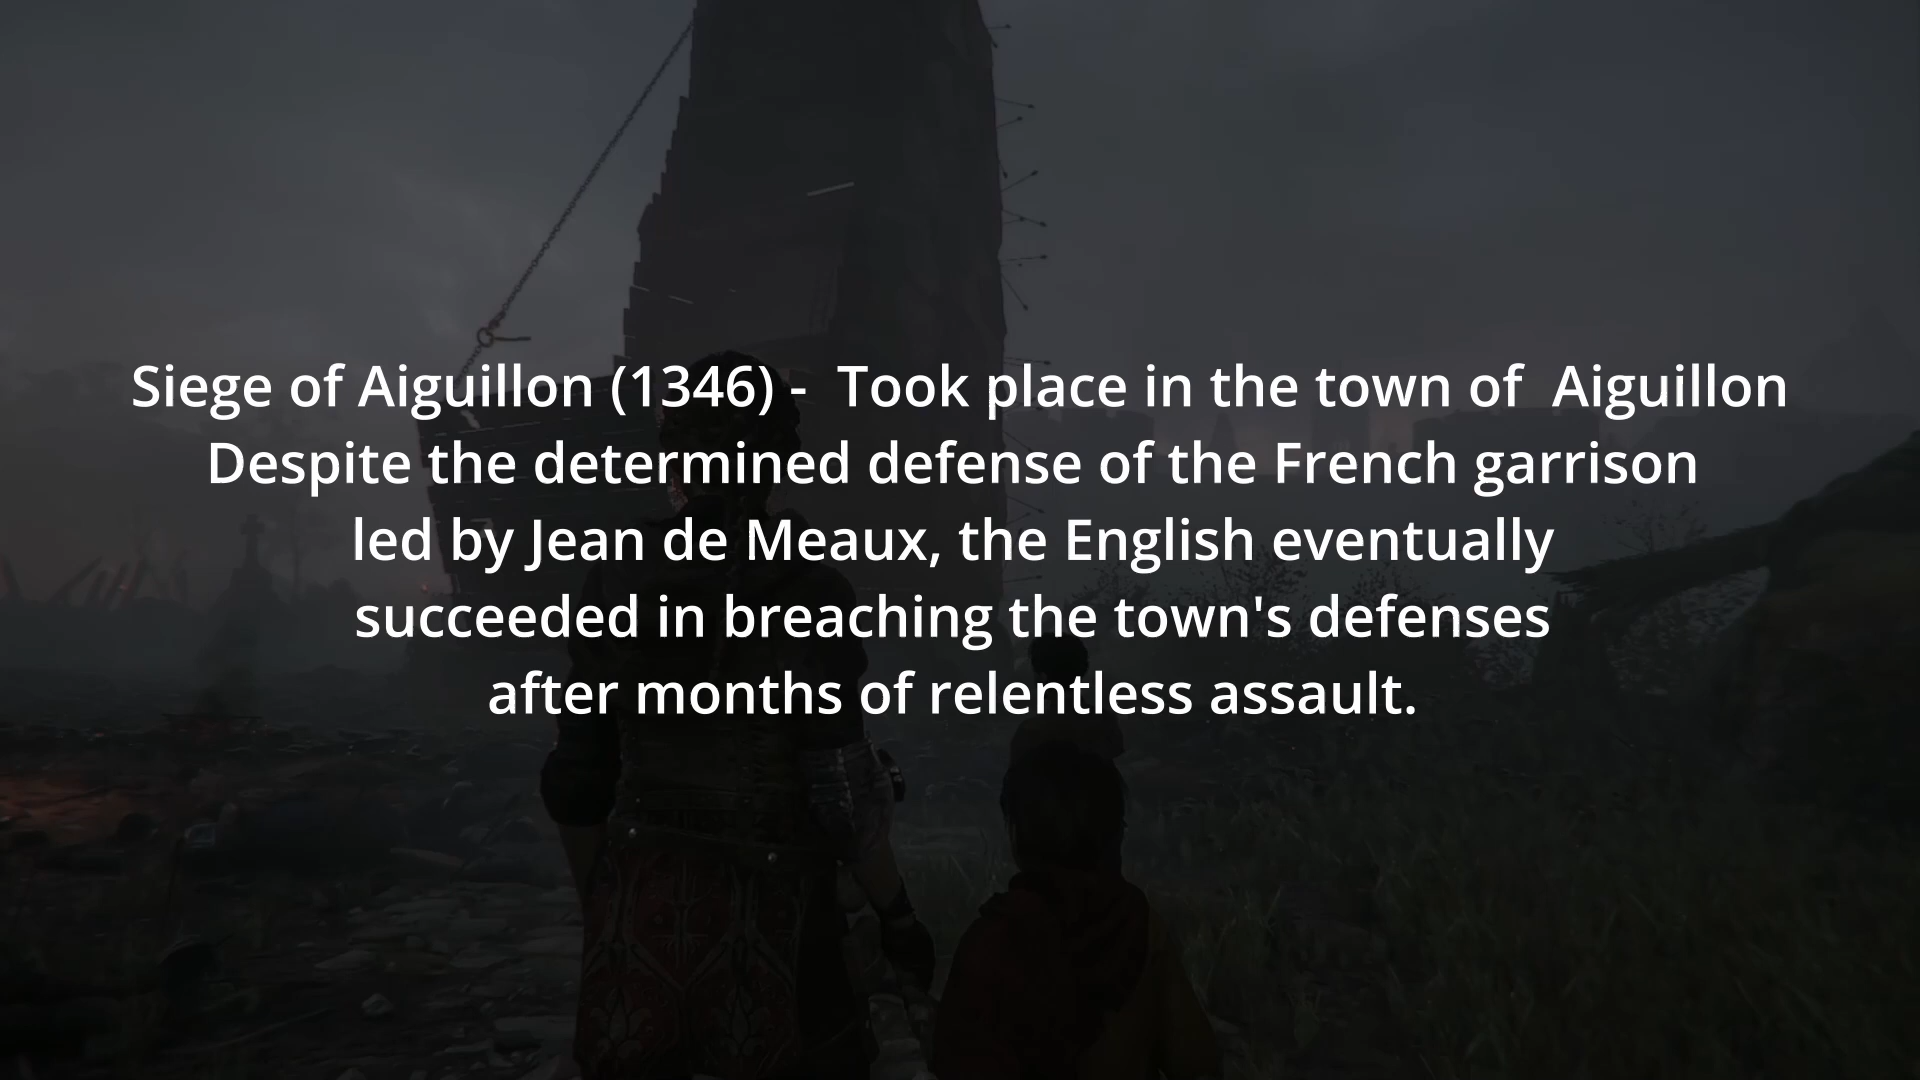 Siege of Aiguillon (1346) -  Took place in the town of  Aiguillon
Despite the determined defense of the French garrison
led by Jean de Meaux, the English eventually
succeeded in breaching the town's defenses
after months of relentless assault.